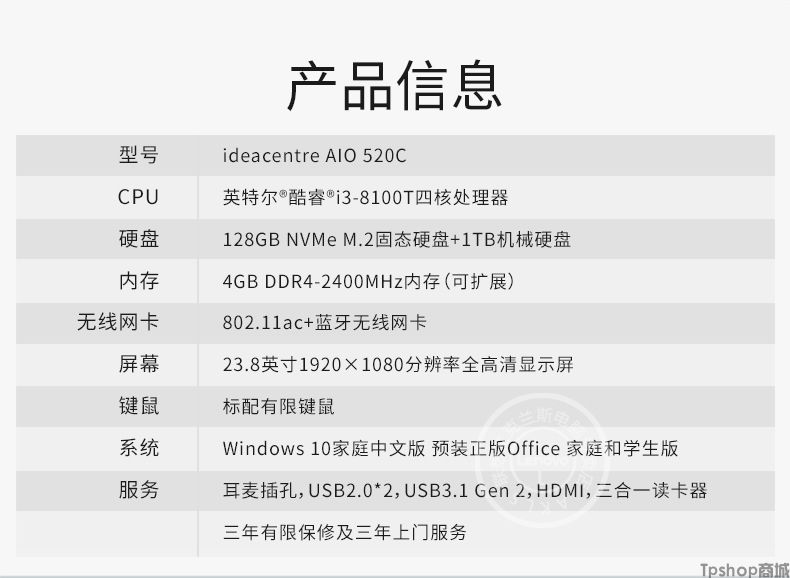 产品信息
型号 ideacentre AIO 520C
CPU 英特尔®酷睿®i3-8100T四核处理器
硬盘 128GB NVMe M.2固态硬盘+1TB机械硬盘
内存 4GB DDR4-2400MHz内存(可扩展)
无线网卡 802.11ac+蓝牙无线网卡
屏幕 23.8英寸1920×1080分辨率全高清显示屏
键鼠 标配有限键鼠
系统 Windows 10家庭中文版 预装正版Office 家庭和学生版
服务 耳麦插孔,USB2.0*2,USB3.1 Gen 2,HDMI,三合一读卡器
三年有限保修及三年上门服务
Tpshop商城